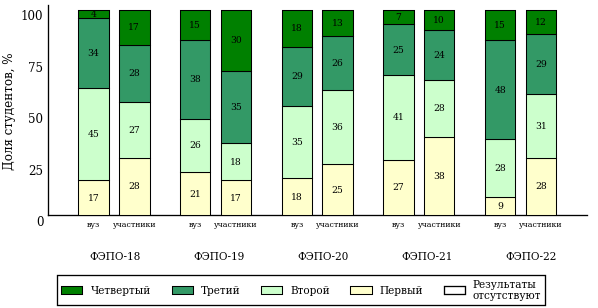 Доля студентов, %
100
75
50
25
0
4 17 15 30 18 13 7 10 15 12
34 28 38 35 29 26 25 24 48 29
45 27 26 18 35 36 41 28 28 31
17 28 21 17 18 25 27 38 9 28
вуз участники вуз участники вуз участники вуз участники вуз участники
ФЭПО-18 ФЭПО-19 ФЭПО-20 ФЭПО-21 ФЭПО-22
Четвертый Третий Второй Первый Результаты
отсутствуют